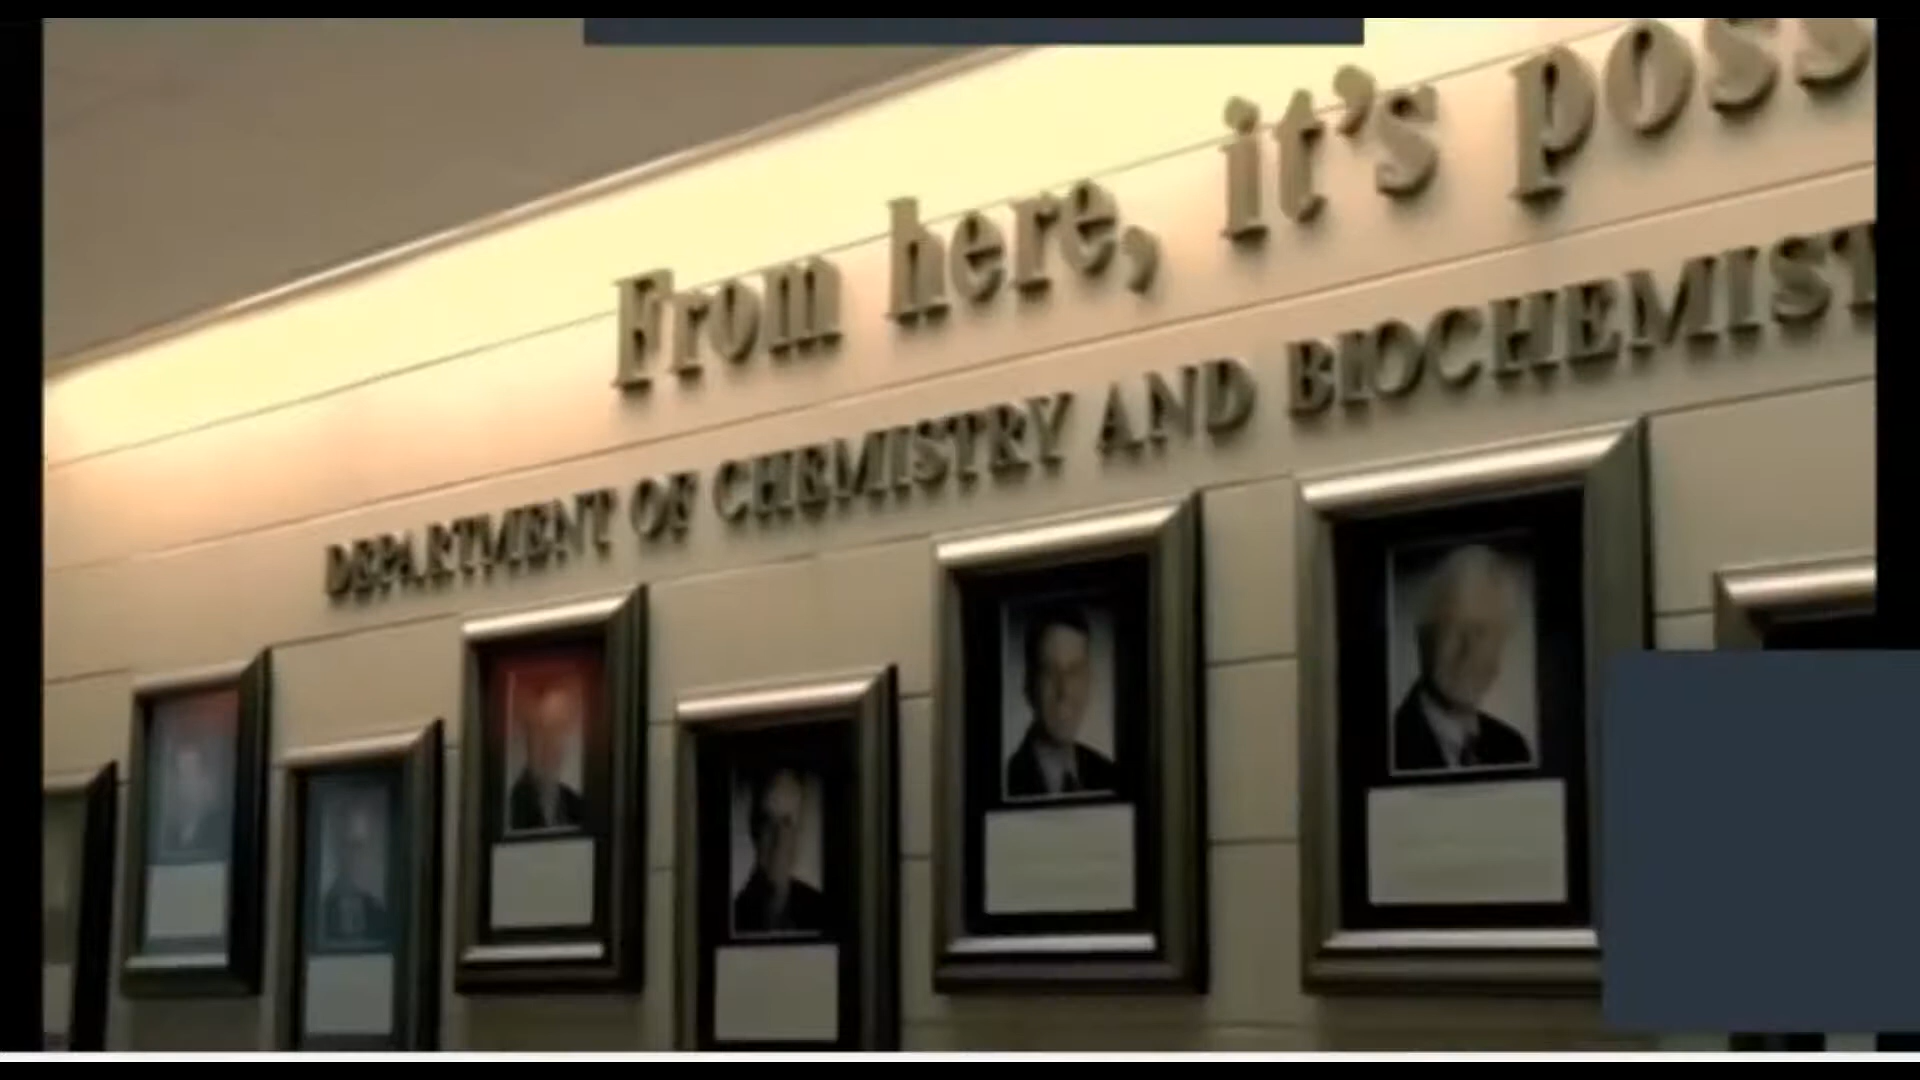 From here, it's poss
DEPARTMENT OF CHEMISTRY AND BIOCHEMIST